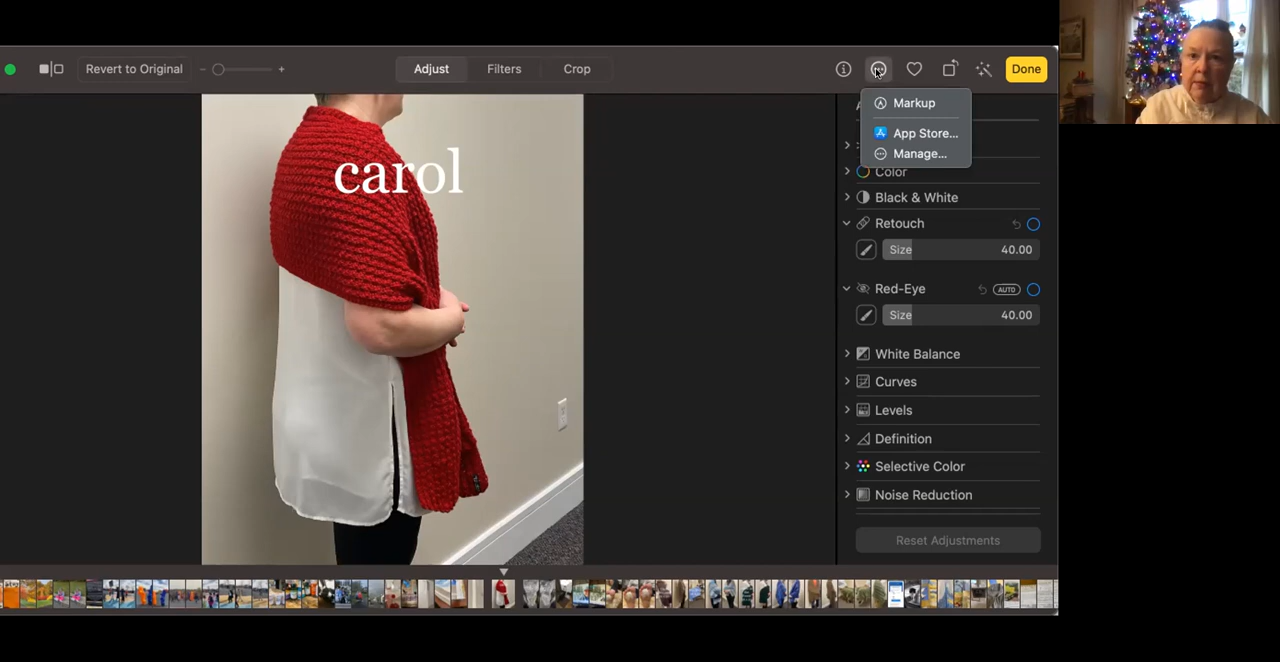 Revert to Original
− +
Adjust
Filters
Crop
Done
Markup
App Store...
Manage...
Color
Black & White
Retouch
Size 40.00
Red-Eye AUTO
Size 40.00
White Balance
Curves
Levels
Definition
Selective Color
Noise Reduction
Reset Adjustments
carol